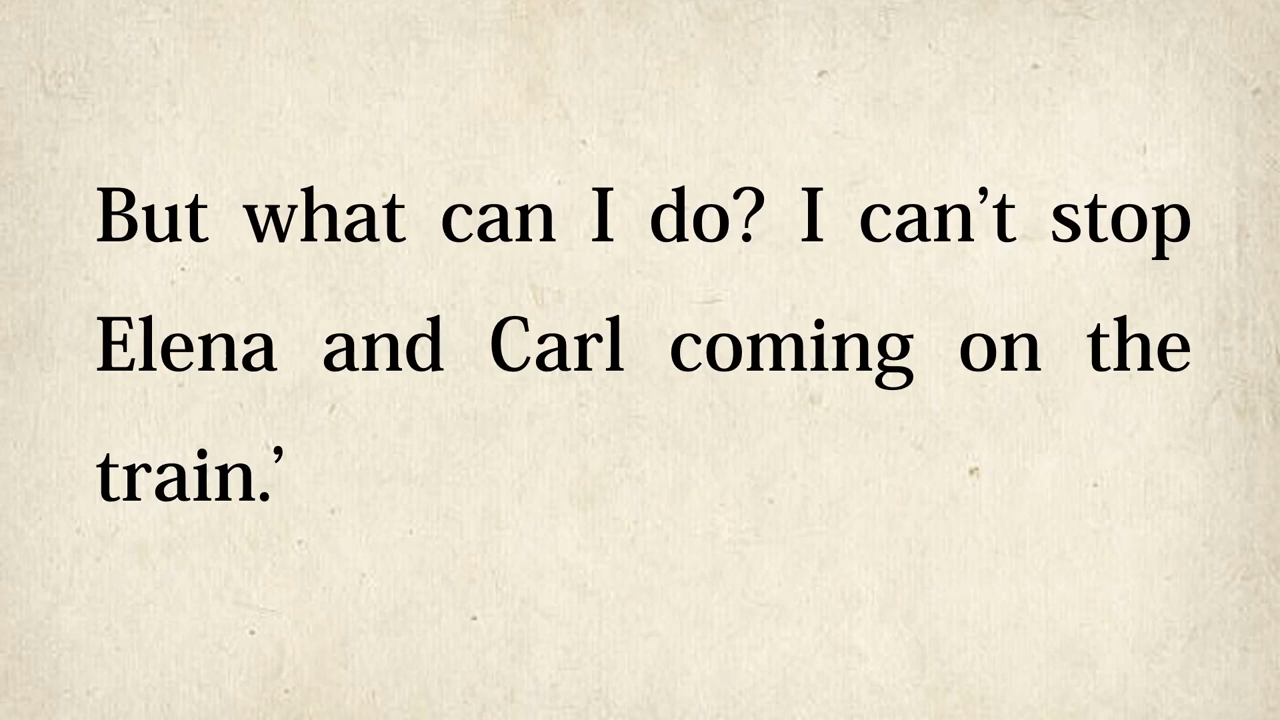 But what can I do? I can’t stop
Elena and Carl coming on the
train.’